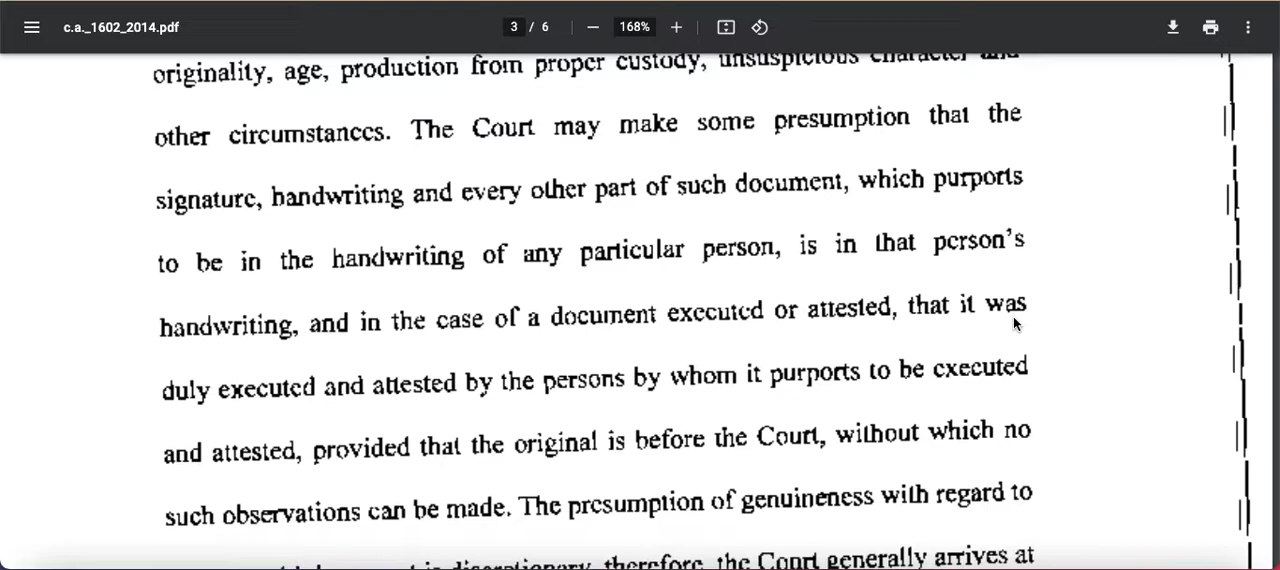 c.a._1602_2014.pdf
3 / 6
168%
originality, age, production from proper custody, unsuspicious character and
other circumstances. The Court may make some presumption that the
signature, handwriting and every other part of such document, which purports
to be in the handwriting of any particular person, is in that person's
handwriting, and in the case of a document executed or attested, that it was
duly executed and attested by the persons by whom it purports to be executed
and attested, provided that the original is before the Court, without which no
such observations can be made. The presumption of genuineness with regard to
is discretionary, therefore, the Court generally arrives at